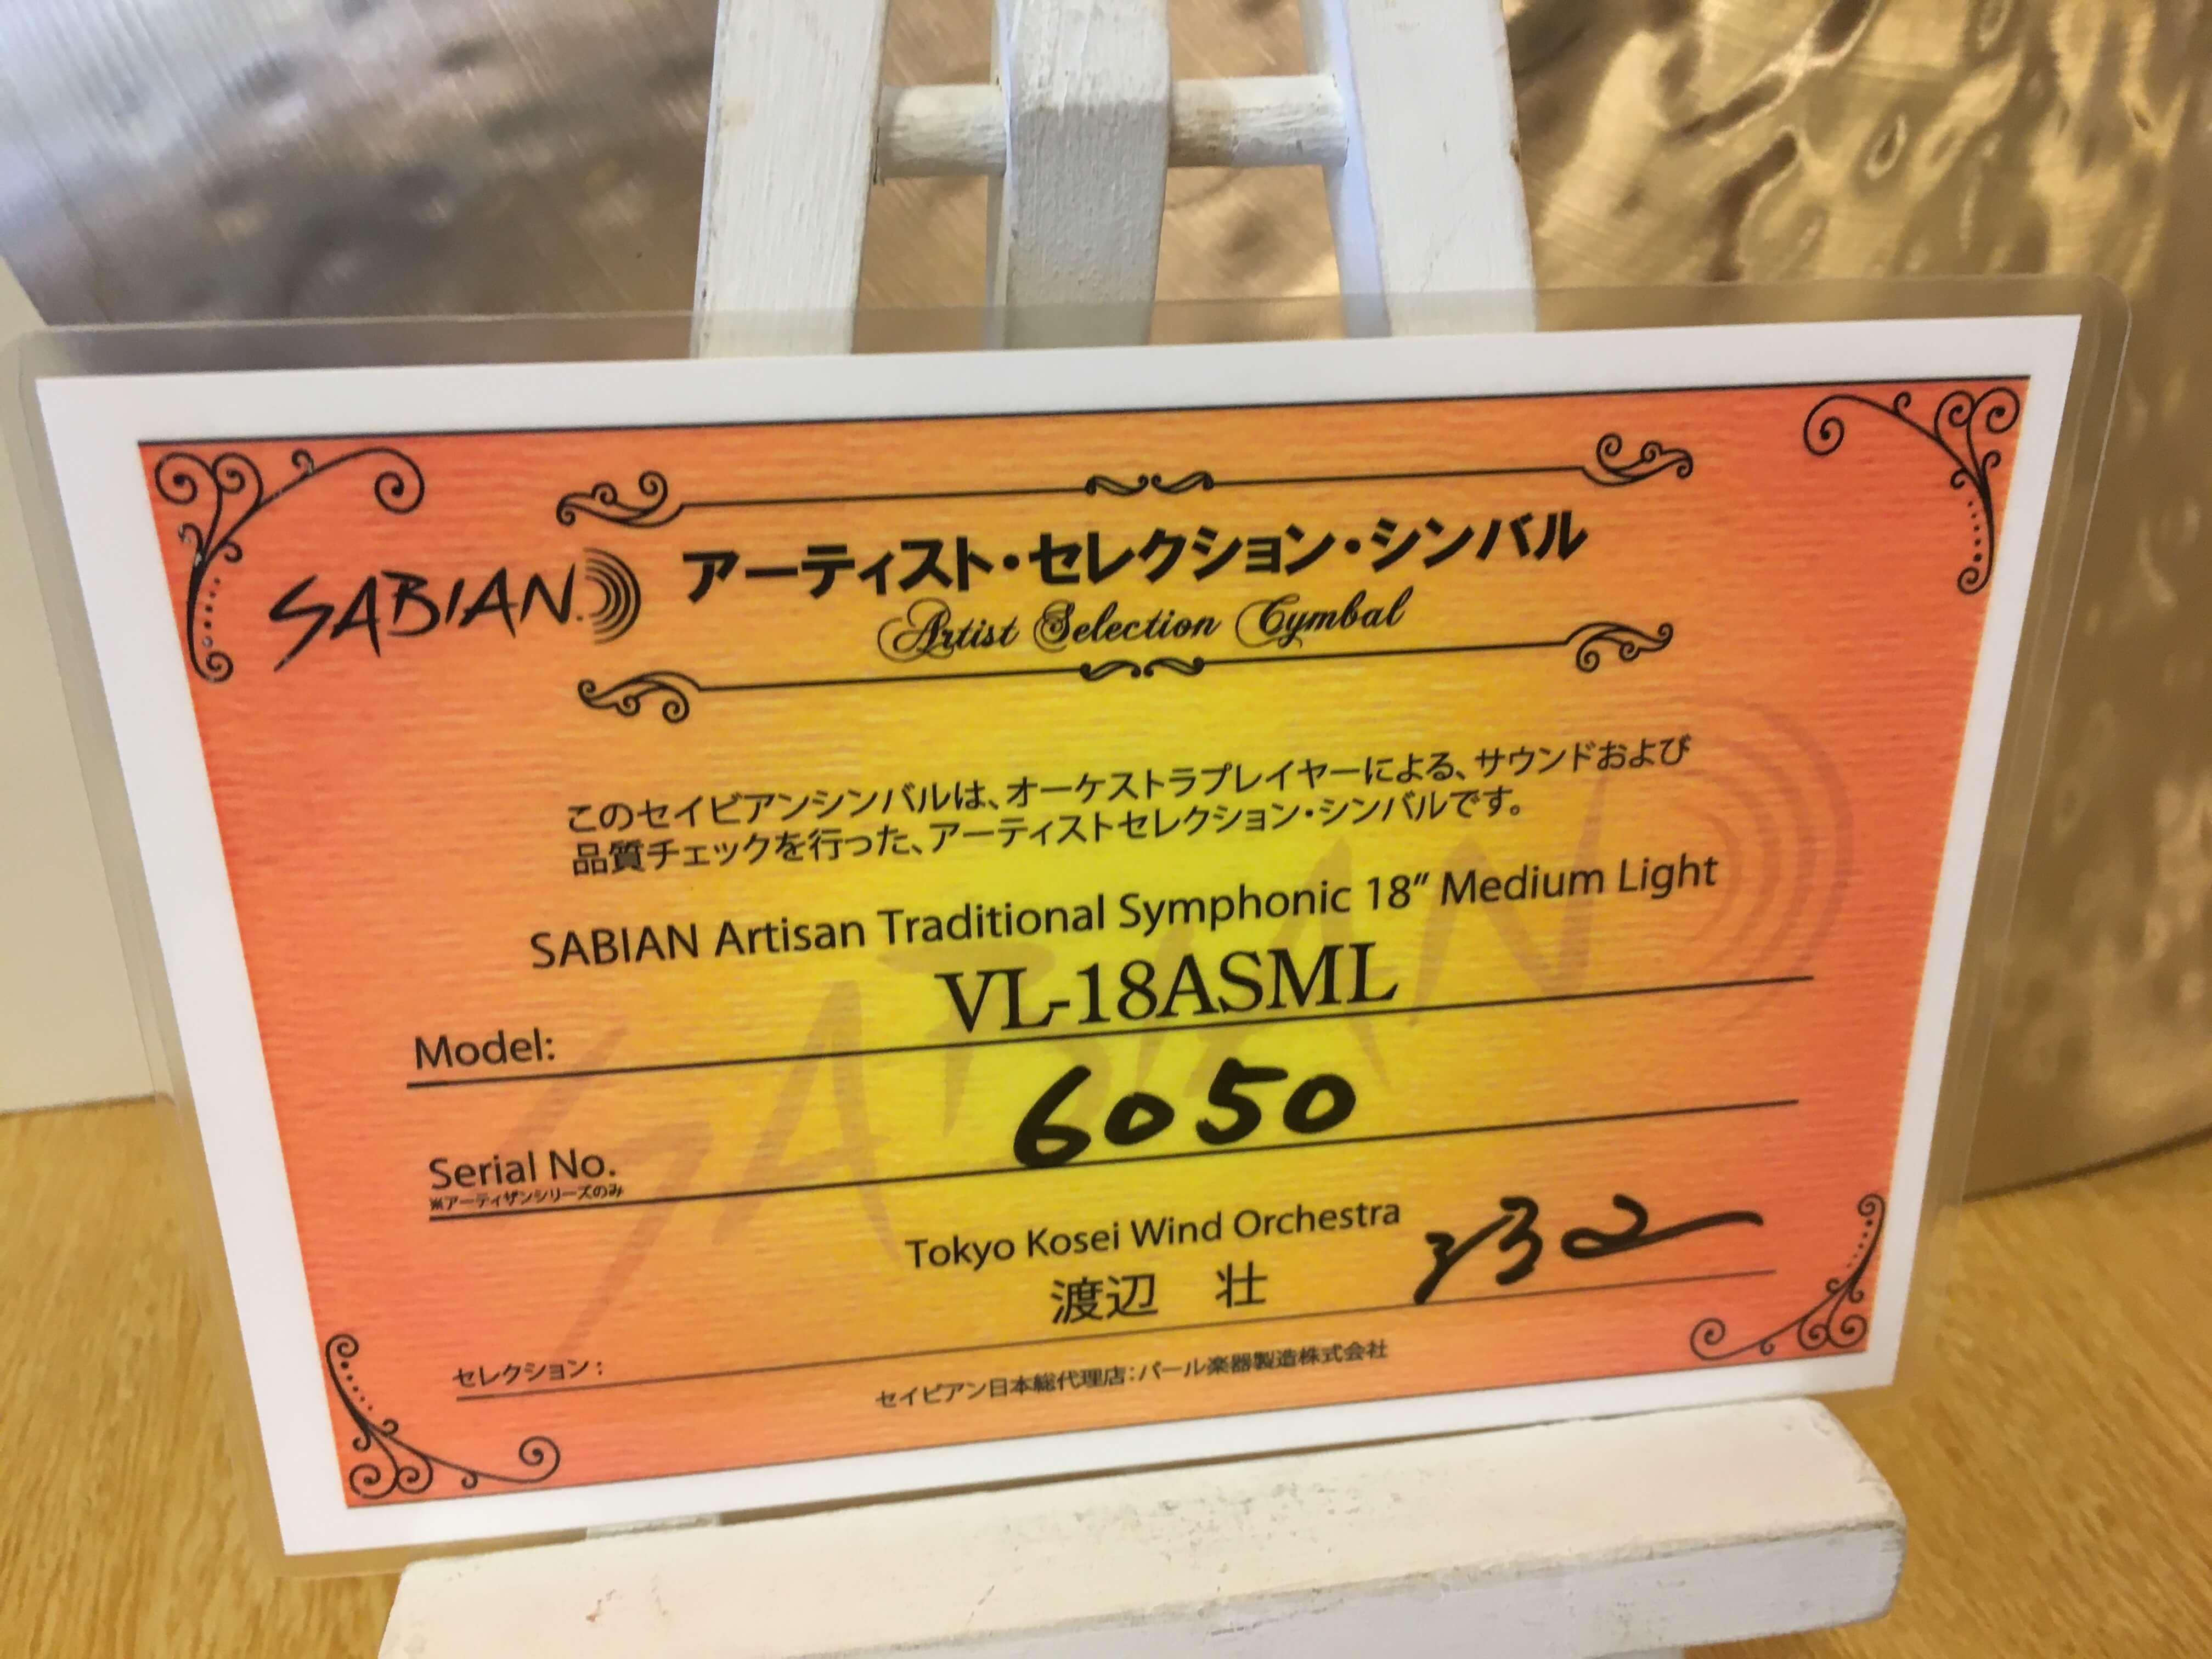 SABIAN
アーティスト・セレクション・シンバル
Artist Selection Cymbal
このセイビアンシンバルは、オーケストラプレイヤーによる、サウンドおよび
品質チェックを行った、アーティストセレクション・シンバルです。
SABIAN Artisan Traditional Symphonic 18” Medium Light
Model: VL-18ASML
Serial No. 6050
※アーティザンシリーズのみ
Tokyo Kosei Wind Orchestra
セレクション: 渡辺 壮
セイビアン日本総代理店:パール楽器製造株式会社